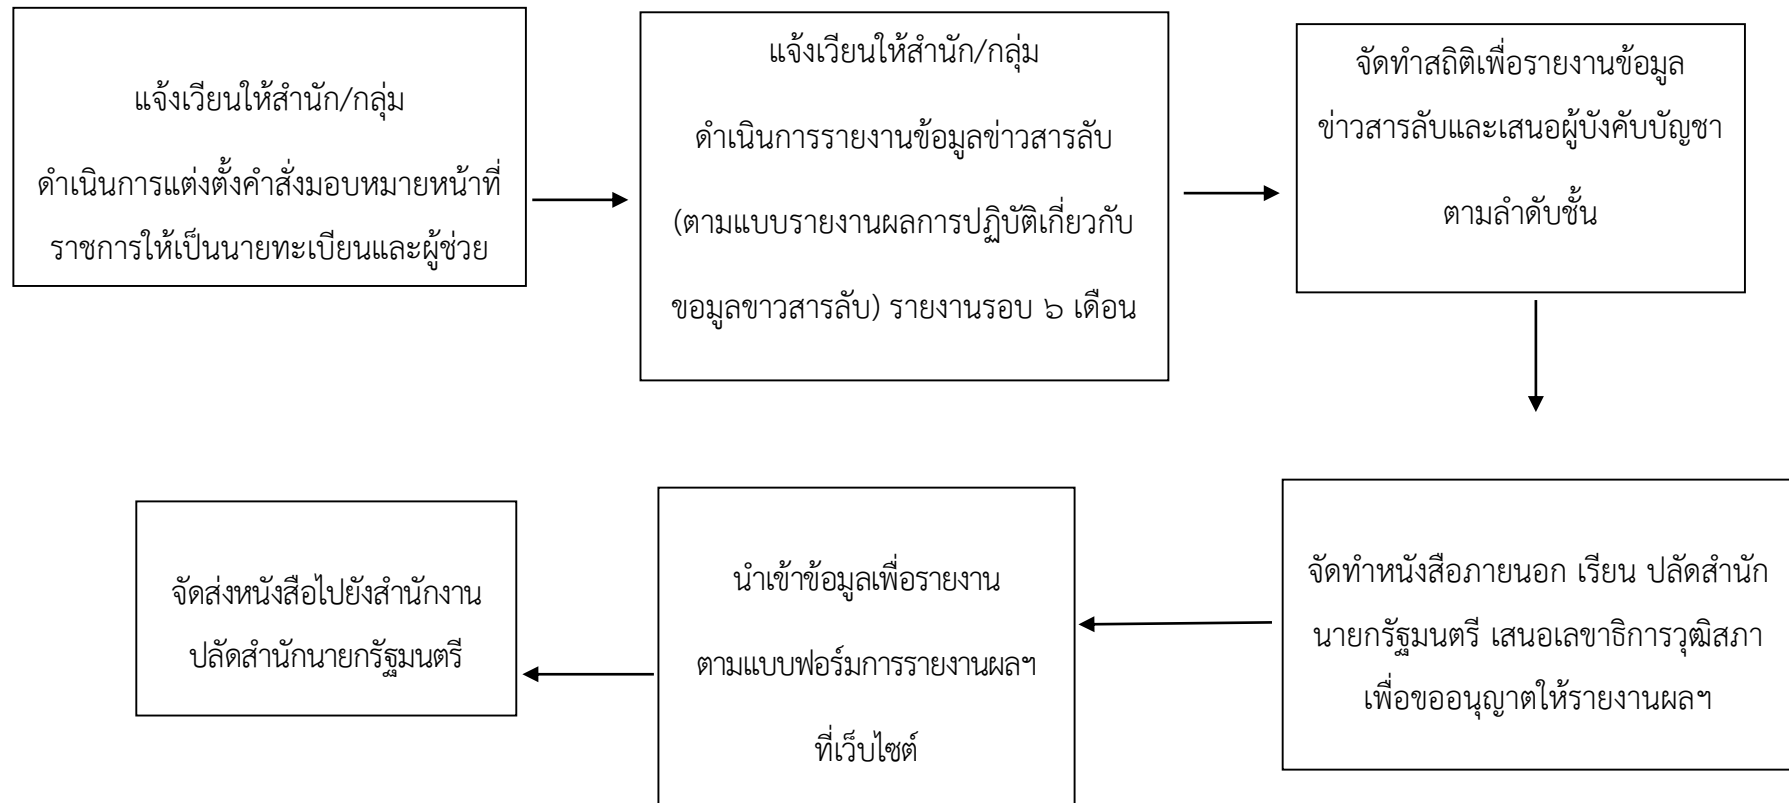 แจ้งเวียนให้สำนัก/กลุ่ม
ดำเนินการแต่งตั้งคำสั่งมอบหมายหน้าที่
ราชการให้เป็นนายทะเบียนและผู้ช่วย
แจ้งเวียนให้สำนัก/กลุ่ม
ดำเนินการรายงานข้อมูลข่าวสารลับ
(ตามแบบรายงานผลการปฏิบัติเกี่ยวกับ
ขอมูลขาวสารลับ) รายงานรอบ ๖ เดือน
จัดทำสถิติเพื่อรายงานข้อมูล
ข่าวสารลับและเสนอผู้บังคับบัญชา
ตามลำดับชั้น
จัดทำหนังสือภายนอก เรียน ปลัดสำนัก
นายกรัฐมนตรี เสนอเลขาธิการวุฒิสภา
เพื่อขออนุญาตให้รายงานผลฯ
นำเข้าข้อมูลเพื่อรายงาน
ตามแบบฟอร์มการรายงานผลฯ
ที่เว็บไซต์
จัดส่งหนังสือไปยังสำนักงาน
ปลัดสำนักนายกรัฐมนตรี